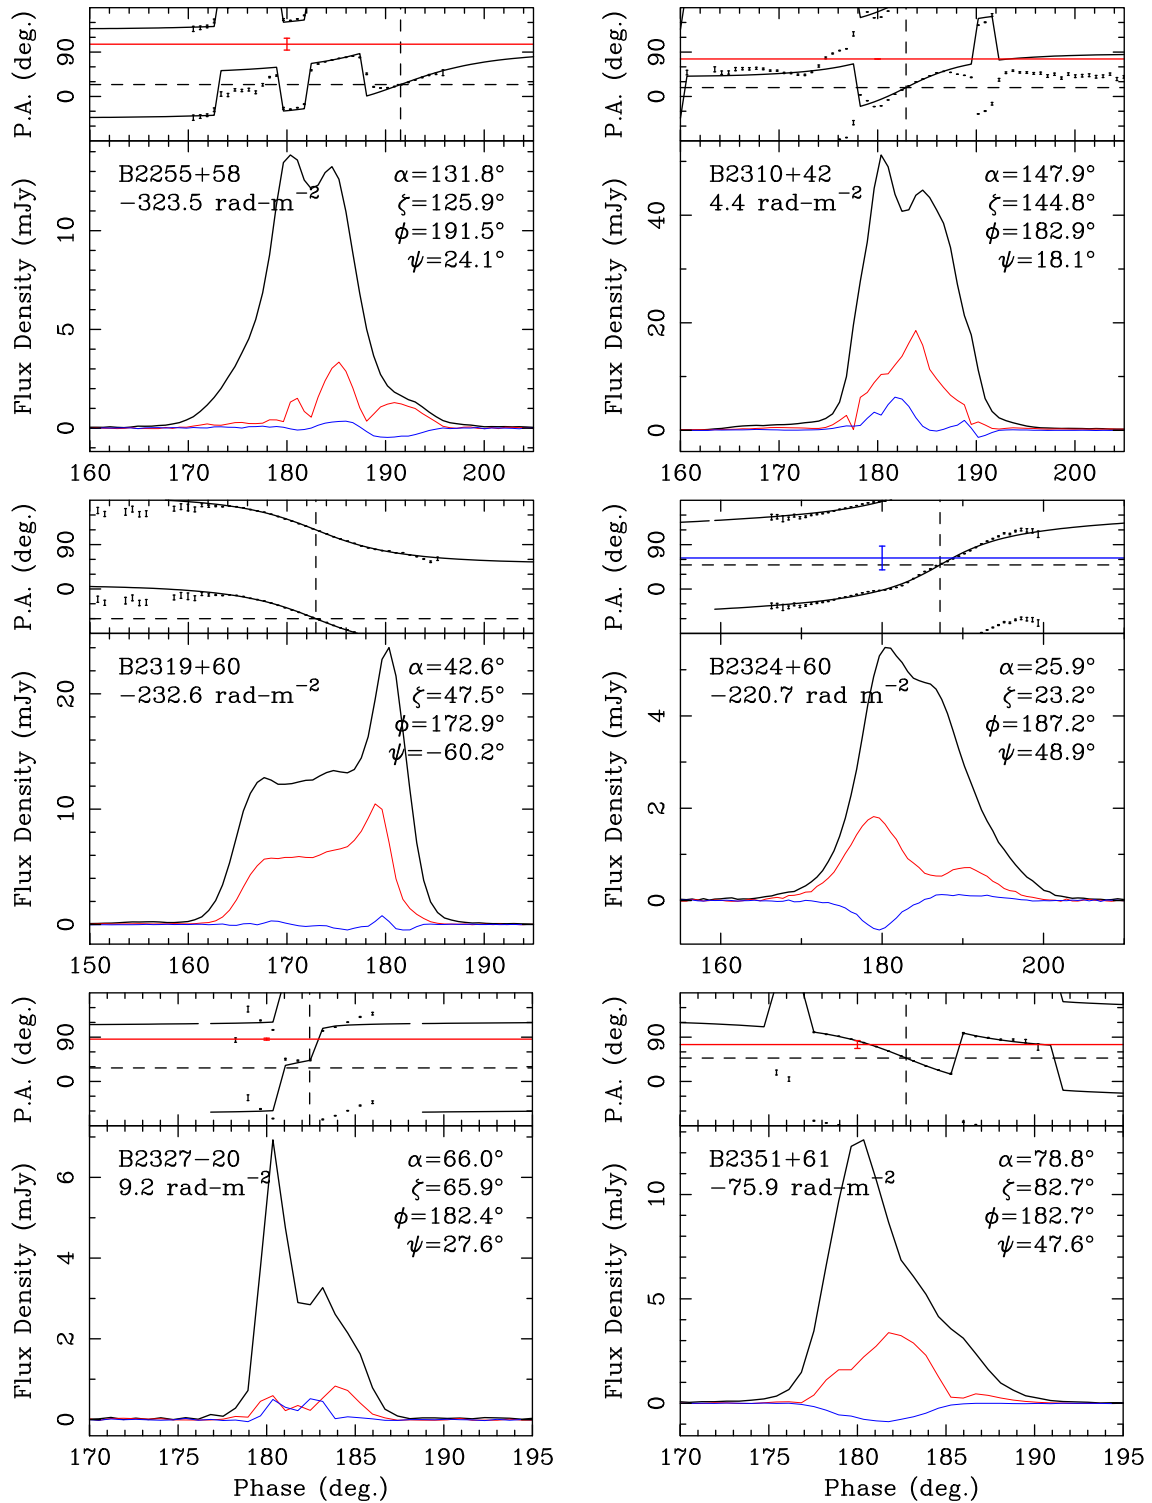 P.A. (deg.)
90
0
Flux Density (mJy)
10
5
0
B2255+58
−323.5 rad−m⁻²
α=131.8°
ζ=125.9°
ϕ=191.5°
ψ=24.1°
160 170 180 190 200
P.A. (deg.)
90
0
Flux Density (mJy)
40
20
0
B2310+42
4.4 rad−m⁻²
α=147.9°
ζ=144.8°
ϕ=182.9°
ψ=18.1°
160 170 180 190 200
P.A. (deg.)
90
0
Flux Density (mJy)
20
10
0
B2319+60
−232.6 rad−m⁻²
α=42.6°
ζ=47.5°
ϕ=172.9°
ψ=−60.2°
150 160 170 180 190
P.A. (deg.)
90
0
Flux Density (mJy)
4
2
0
B2324+60
−220.7 rad m⁻²
α=25.9°
ζ=23.2°
ϕ=187.2°
ψ=48.9°
160 180 200
P.A. (deg.)
90
0
Flux Density (mJy)
6
4
2
0
B2327−20
9.2 rad−m⁻²
α=66.0°
ζ=65.9°
ϕ=182.4°
ψ=27.6°
170 175 180 185 190 195
Phase (deg.)
P.A. (deg.)
90
0
Flux Density (mJy)
10
5
0
B2351+61
−75.9 rad−m⁻²
α=78.8°
ζ=82.7°
ϕ=182.7°
ψ=47.6°
170 175 180 185 190 195
Phase (deg.)